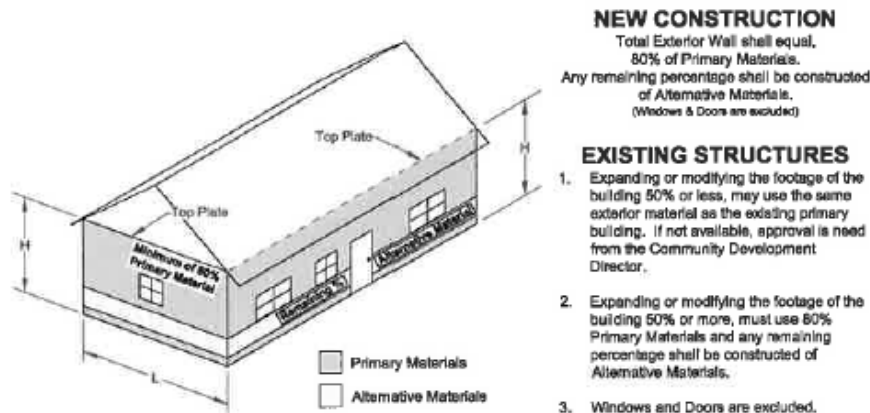 NEW CONSTRUCTION
Total Exterior Wall shall equal,
80% of Primary Materials.
Any remaining percentage shall be constructed
of Alternative Materials.
(Windows & Doors are excluded)
EXISTING STRUCTURES
1. Expanding or modifying the footage of the
building 50% or less, may use the same
exterior material as the existing primary
building. If not available, approval is need
from the Community Development
Director.
2. Expanding or modifying the footage of the
building 50% or more, must use 80%
Primary Materials and any remaining
percentage shall be constructed of
Alternative Materials.
3. Windows and Doors are excluded.
Top Plate
H
Top Plate
H
Minimum of 80%
Primary Material
Remaining %
Alternative Material
L
Primary Materials
Alternative Materials